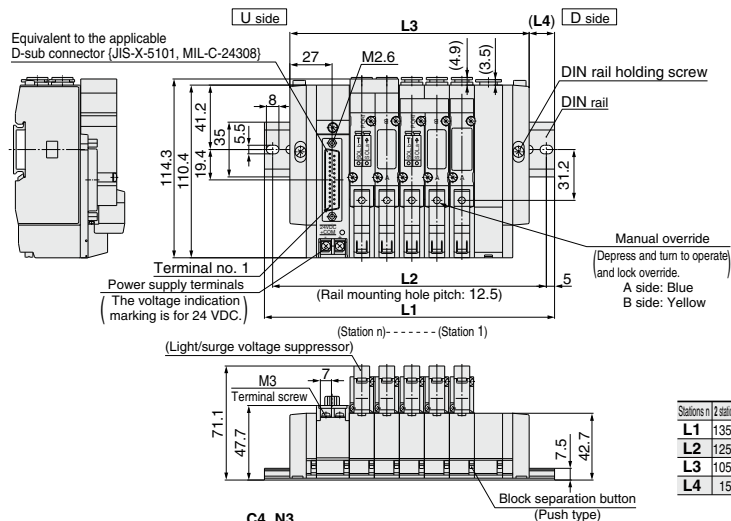 U side
L3
(L4)
D side
Equivalent to the applicable
D-sub connector {JIS-X-5101, MIL-C-24308}
27
M2.6
(4.9)
(3.5)
DIN rail holding screw
DIN rail
8
41.2
35
5.5
19.4
114.3
110.4
31.2
24VDC
Terminal no. 1
Power supply terminals
(The voltage indication
marking is for 24 VDC.)
Manual override
(Depress and turn to operate
and lock override.)
A side: Blue
B side: Yellow
L2
5
(Rail mounting hole pitch: 12.5)
L1
(Station n)- - - - - - - (Station 1)
(Light/surge voltage suppressor)
M3
7
Terminal screw
71.1
47.7
7.5
42.7
Stations n
L1 135
L2 125
L3 105
L4 15
Block separation button
(Push type)
C4, N3